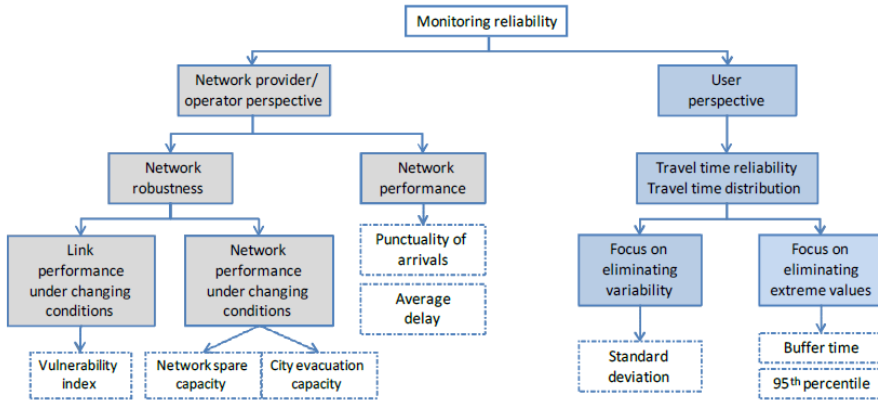 Monitoring reliability
Network provider/
operator perspective
User
perspective
Network
robustness
Network
performance
Travel time reliability
Travel time distribution
Link
performance
under changing
conditions
Network
performance
under changing
conditions
Punctuality of
arrivals
Average
delay
Focus on
eliminating
variability
Focus on
eliminating
extreme values
Vulnerability
index
Network spare
capacity
City evacuation
capacity
Standard
deviation
Buffer time
95th percentile